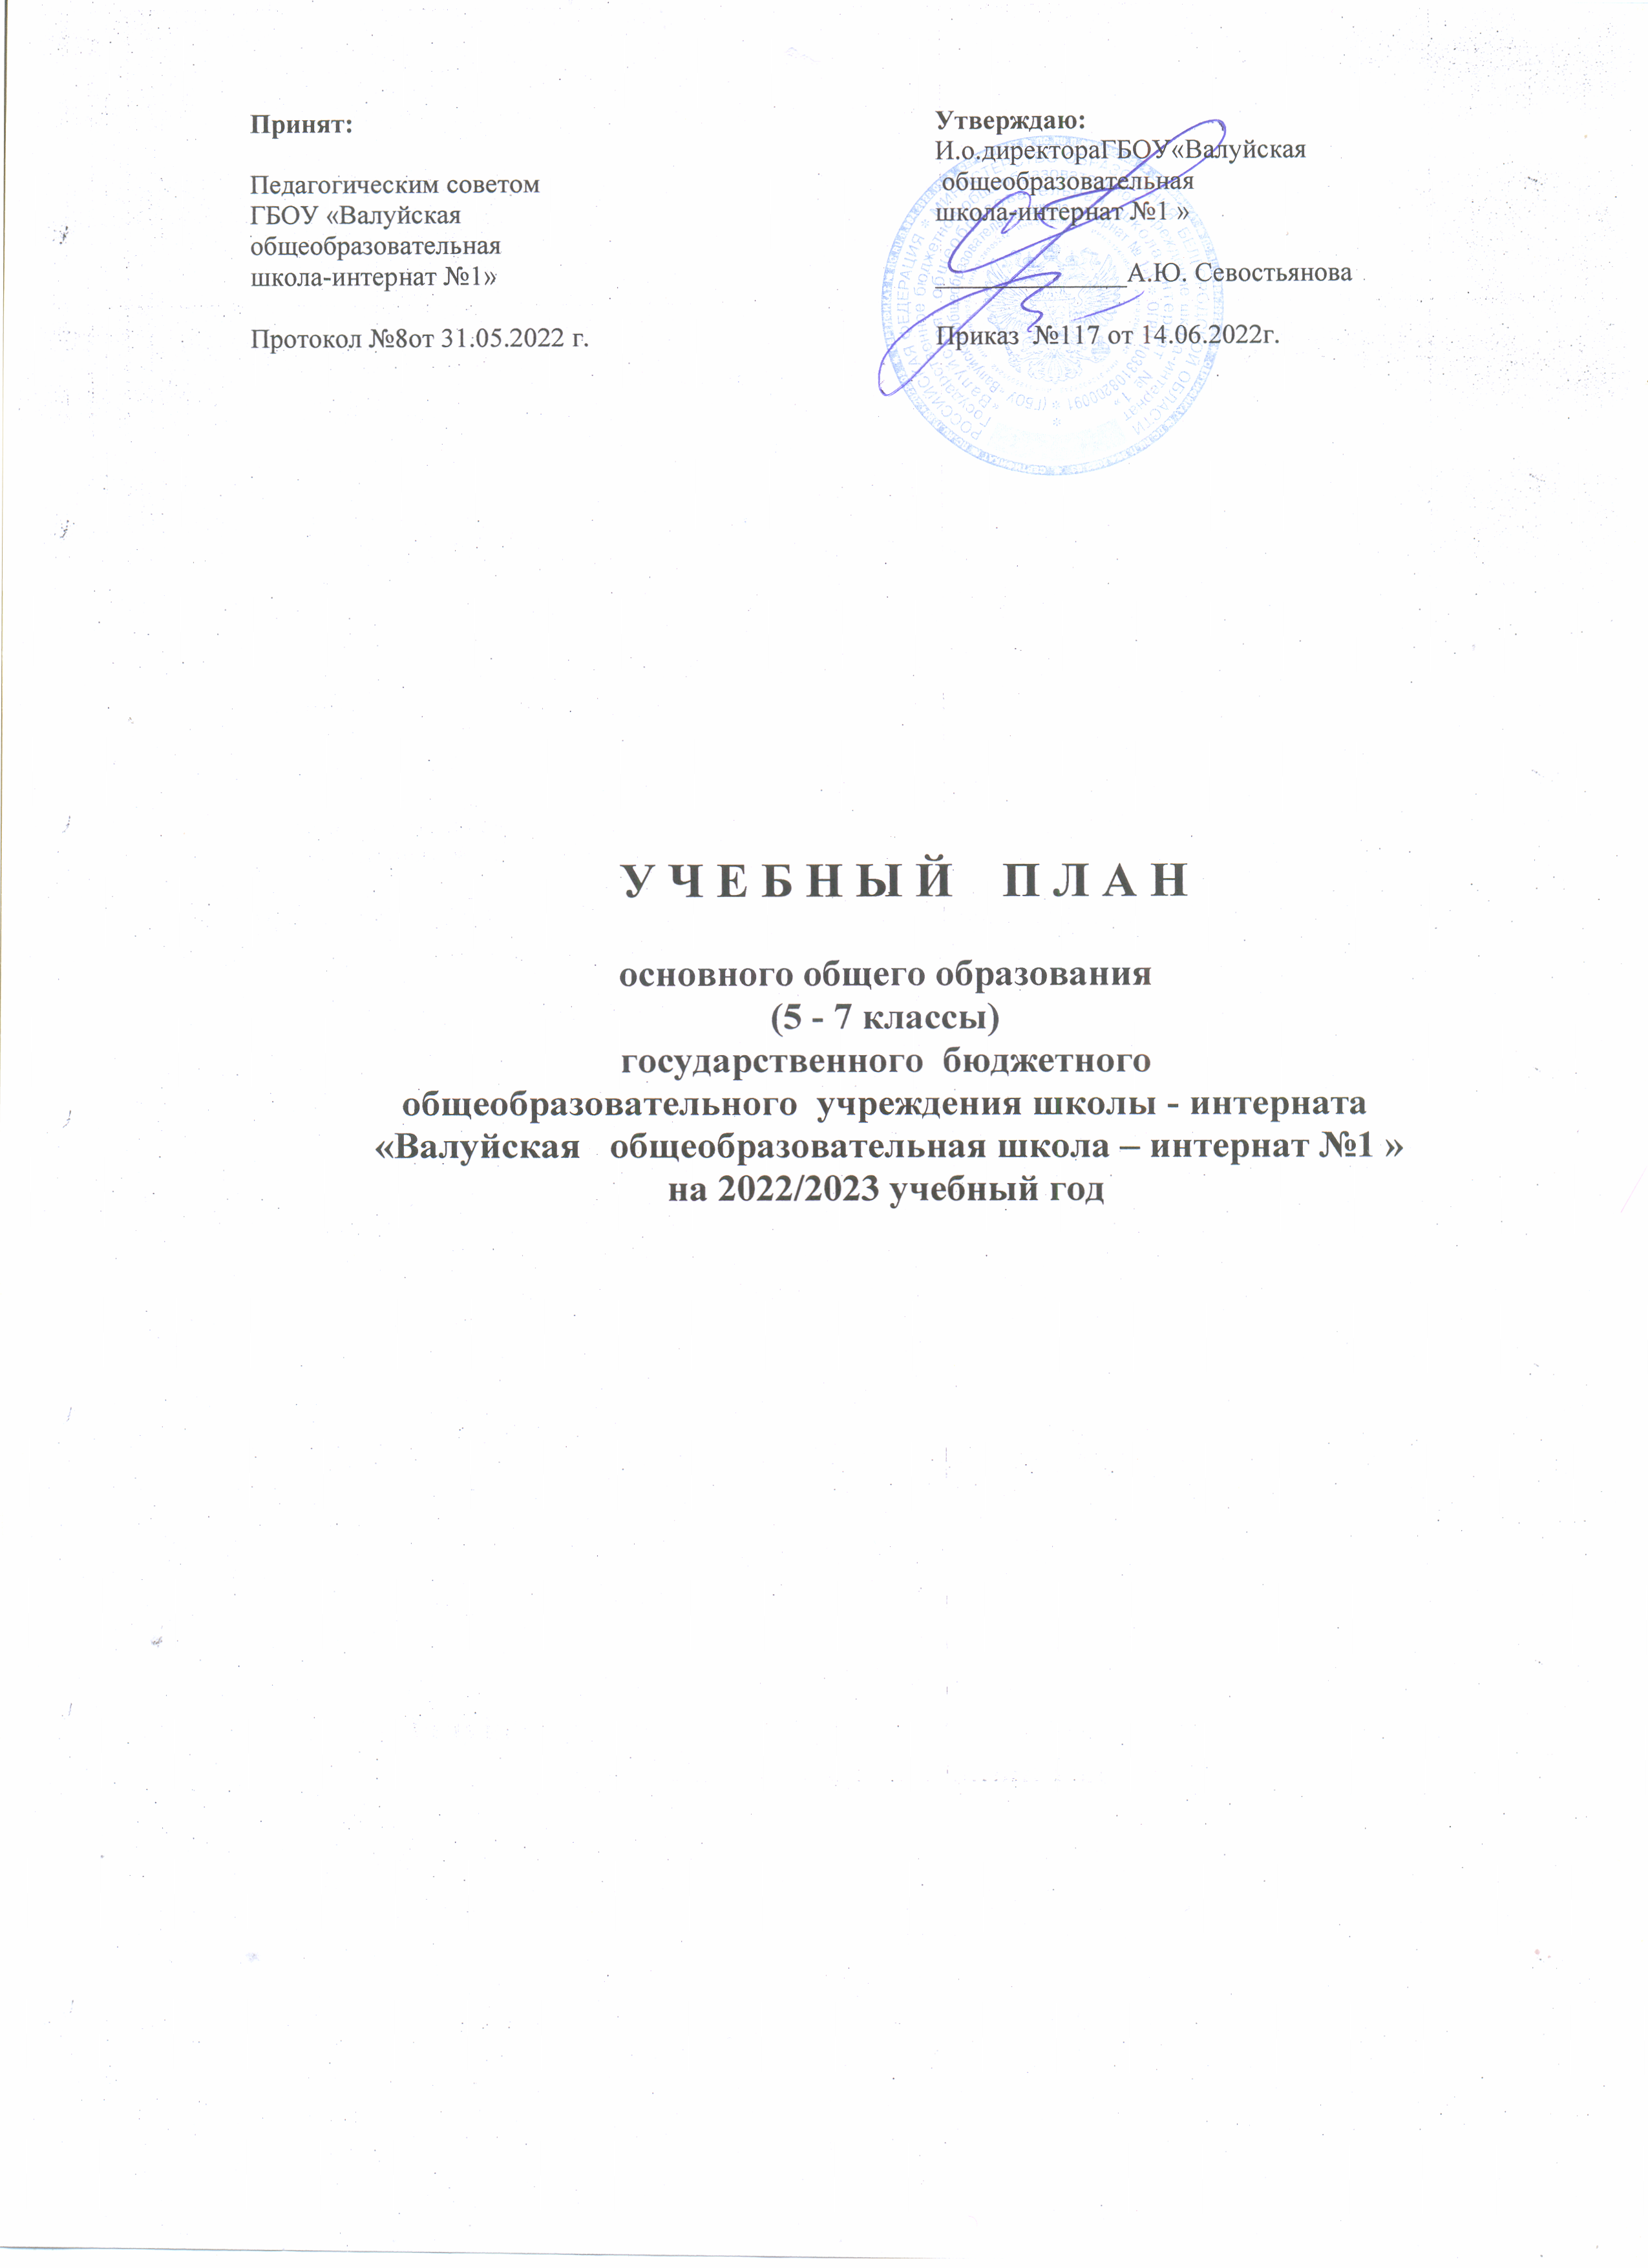 Принят:
Педагогическим советом
ГБОУ «Валуйская
общеобразовательная
школа-интернат №1»
Протокол №8от 31.05.2022 г.
Утверждаю:
И.о.директораГБОУ«Валуйская
общеобразовательная
школа-интернат №1 »
_______________А.Ю. Севостьянова
Приказ №117 от 14.06.2022г.
У Ч Е Б Н Ы Й П Л А Н
основного общего образования
(5 - 7 классы)
государственного бюджетного
общеобразовательного учреждения школы - интерната
«Валуйская общеобразовательная школа – интернат №1 »
на 2022/2023 учебный год